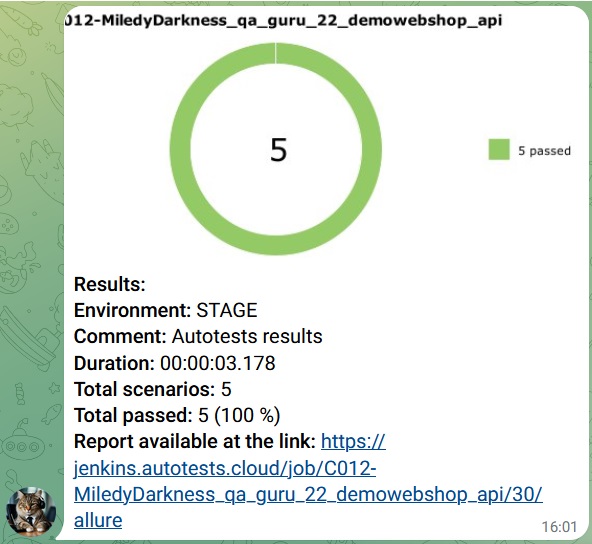 012-MiledyDarkness_qa_guru_22_demowebshop_api
5
5 passed
Results:
Environment: STAGE
Comment: Autotests results
Duration: 00:00:03.178
Total scenarios: 5
Total passed: 5 (100 %)
Report available at the link: https://
jenkins.autotests.cloud/job/C012-
MiledyDarkness_qa_guru_22_demowebshop_api/30/
allure
16:01